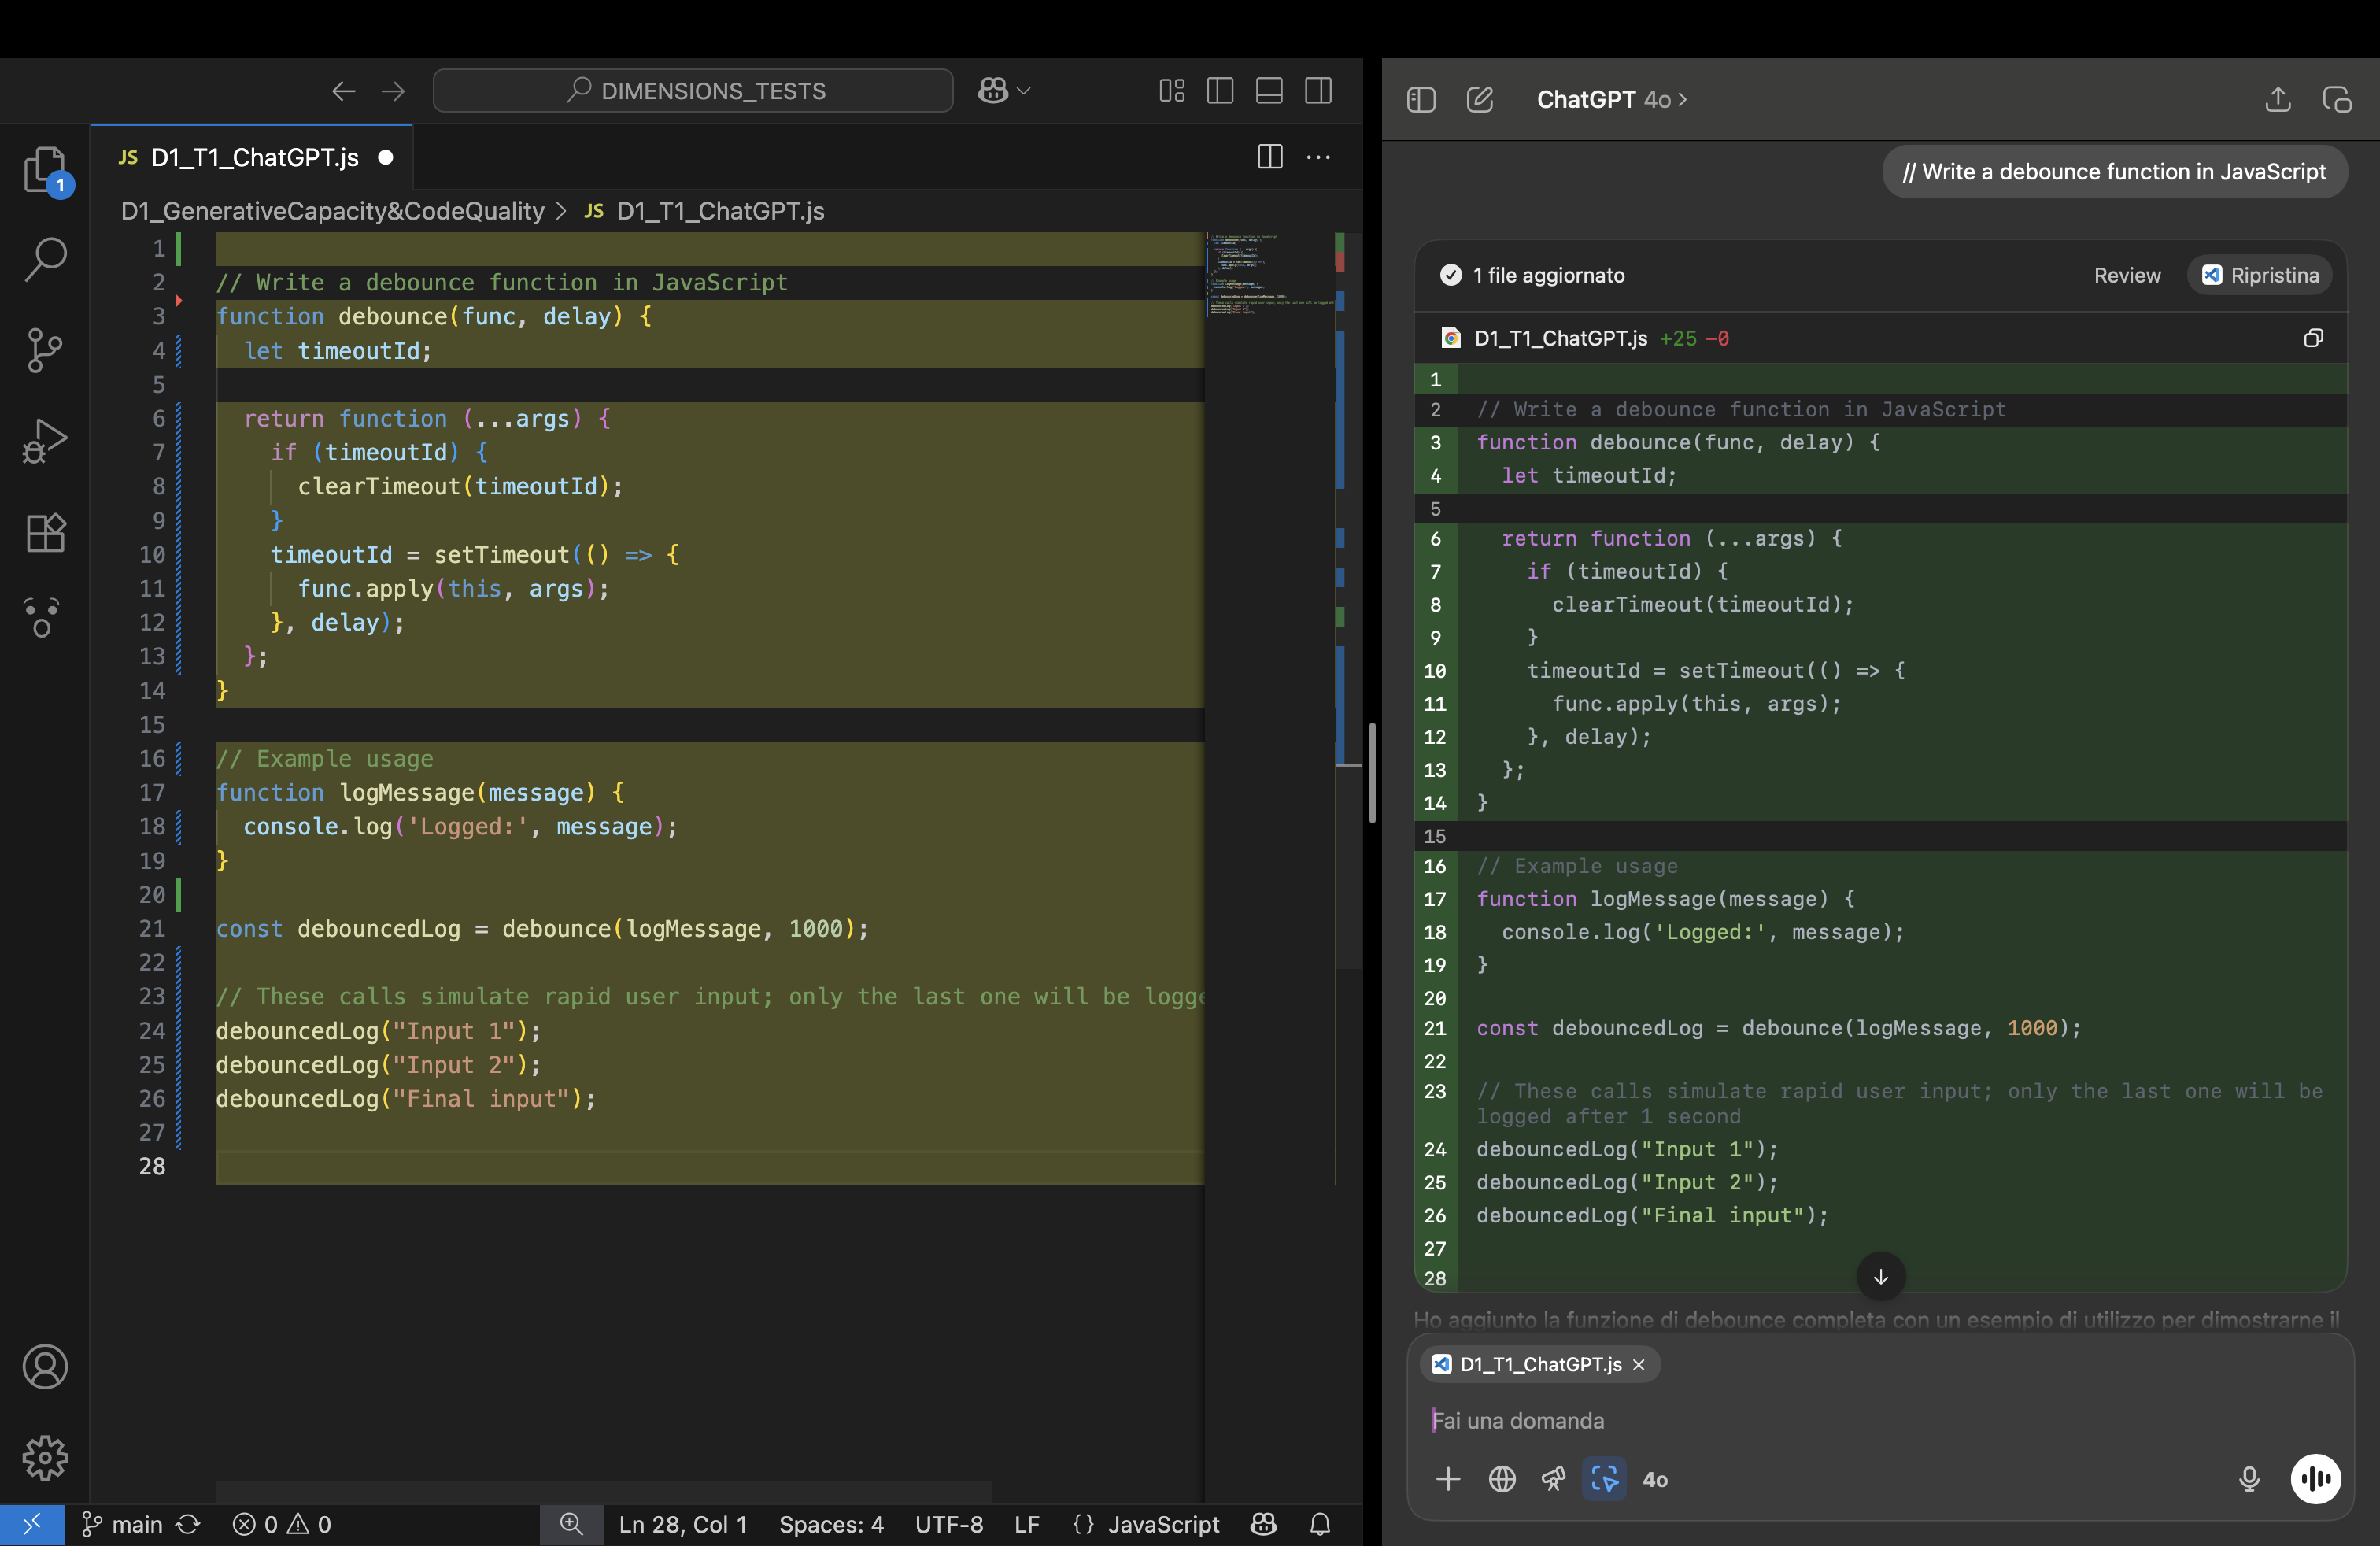 DIMENSIONS_TESTS
1
JS D1_T1_ChatGPT.js
D1_GenerativeCapacity&CodeQuality > JS D1_T1_ChatGPT.js
1
2 // Write a debounce function in JavaScript
3 function debounce(func, delay) {
4 let timeoutId;
5
6 return function (...args) {
7 if (timeoutId) {
8 clearTimeout(timeoutId);
9 }
10 timeoutId = setTimeout(() => {
11 func.apply(this, args);
12 }, delay);
13 };
14 }
15
16 // Example usage
17 function logMessage(message) {
18 console.log('Logged:', message);
19 }
20
21 const debouncedLog = debounce(logMessage, 1000);
22
23 // These calls simulate rapid user input; only the last one will be logge
24 debouncedLog("Input 1");
25 debouncedLog("Input 2");
26 debouncedLog("Final input");
27
28
main 0 0 Ln 28, Col 1 Spaces: 4 UTF-8 LF {} JavaScript
ChatGPT 4o >
// Write a debounce function in JavaScript
1 file aggiornato Review Ripristina
D1_T1_ChatGPT.js +25 -0
1
2 // Write a debounce function in JavaScript
3 function debounce(func, delay) {
4 let timeoutId;
5
6 return function (...args) {
7 if (timeoutId) {
8 clearTimeout(timeoutId);
9 }
10 timeoutId = setTimeout(() => {
11 func.apply(this, args);
12 }, delay);
13 };
14 }
15
16 // Example usage
17 function logMessage(message) {
18 console.log('Logged:', message);
19 }
20
21 const debouncedLog = debounce(logMessage, 1000);
22
23 // These calls simulate rapid user input; only the last one will be
logged after 1 second
24 debouncedLog("Input 1");
25 debouncedLog("Input 2");
26 debouncedLog("Final input");
27
28
Ho aggiunto la funzione di debounce completa con un esempio di utilizzo per dimostrarne il
D1_T1_ChatGPT.js ×
Fai una domanda
4o